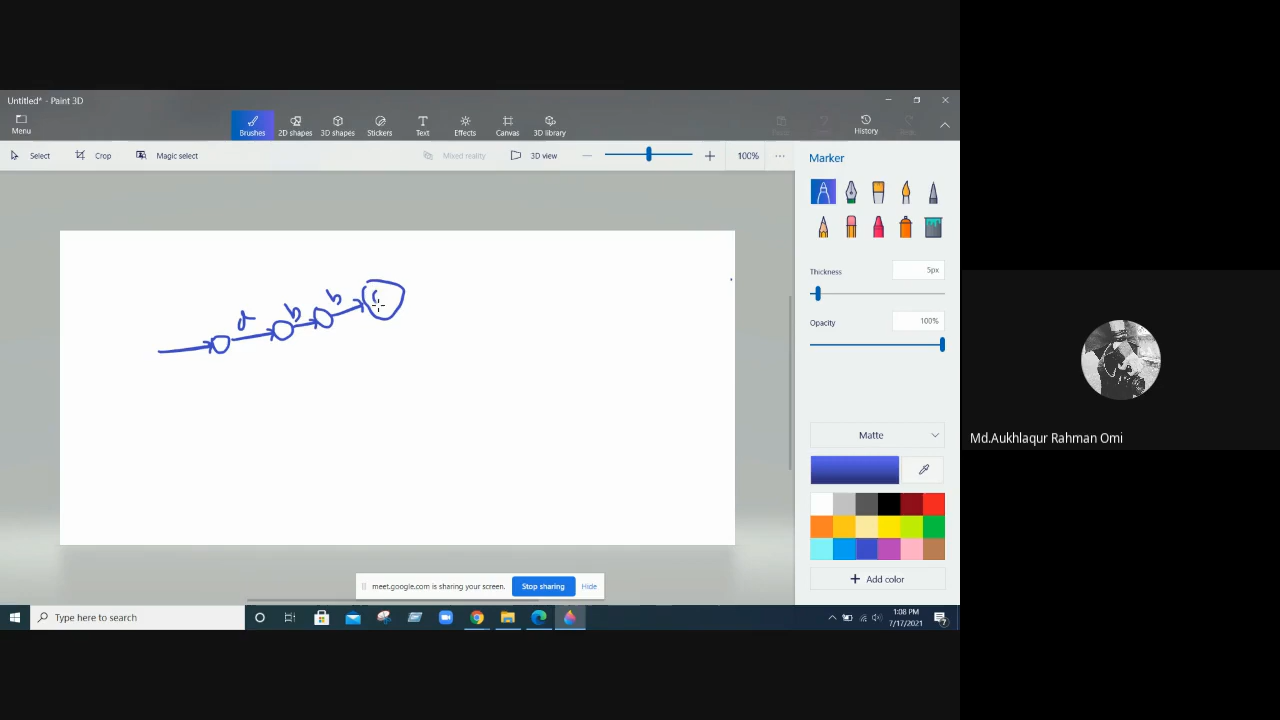 Untitled* - Paint 3D
Menu
Brushes
2D shapes
3D shapes
Stickers
Text
Effects
Canvas
3D library
History
Select
Crop
Magic select
Mixed reality
3D view
100%
Marker
Thickness
5px
Opacity
100%
b
b
Matte
Add color
Md.Aukhlaqur Rahman Omi
meet.google.com is sharing your screen.
Stop sharing
Hide
Type here to search
1:08 PM
7/17/2021